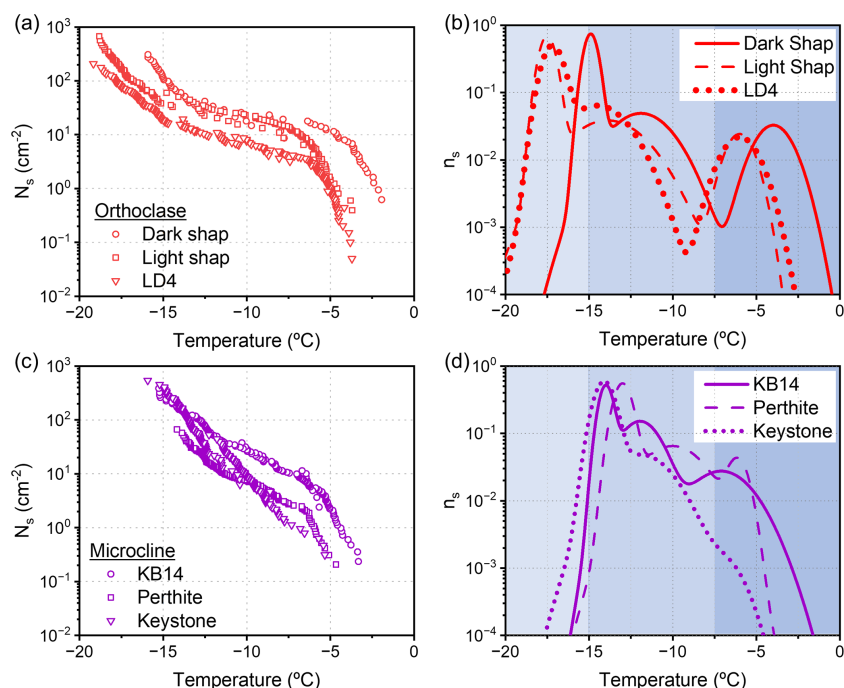 (a)
10³
10²
10¹
10⁰
10⁻¹
10⁻²
Nₛ (cm⁻²)
Orthoclase
Dark shap
Light shap
LD4
−20 −15 −10 −5 0
Temperature (ºC)
(b)
10⁰
10⁻¹
10⁻²
10⁻³
10⁻⁴
nₛ
Dark Shap
Light Shap
LD4
−20 −15 −10 −5 0
Temperature (ºC)
(c)
10³
10²
10¹
10⁰
10⁻¹
10⁻²
Nₛ (cm⁻²)
Microcline
KB14
Perthite
Keystone
−20 −15 −10 −5 0
Temperature (ºC)
(d)
10⁰
10⁻¹
10⁻²
10⁻³
10⁻⁴
nₛ
KB14
Perthite
Keystone
−20 −15 −10 −5 0
Temperature (ºC)